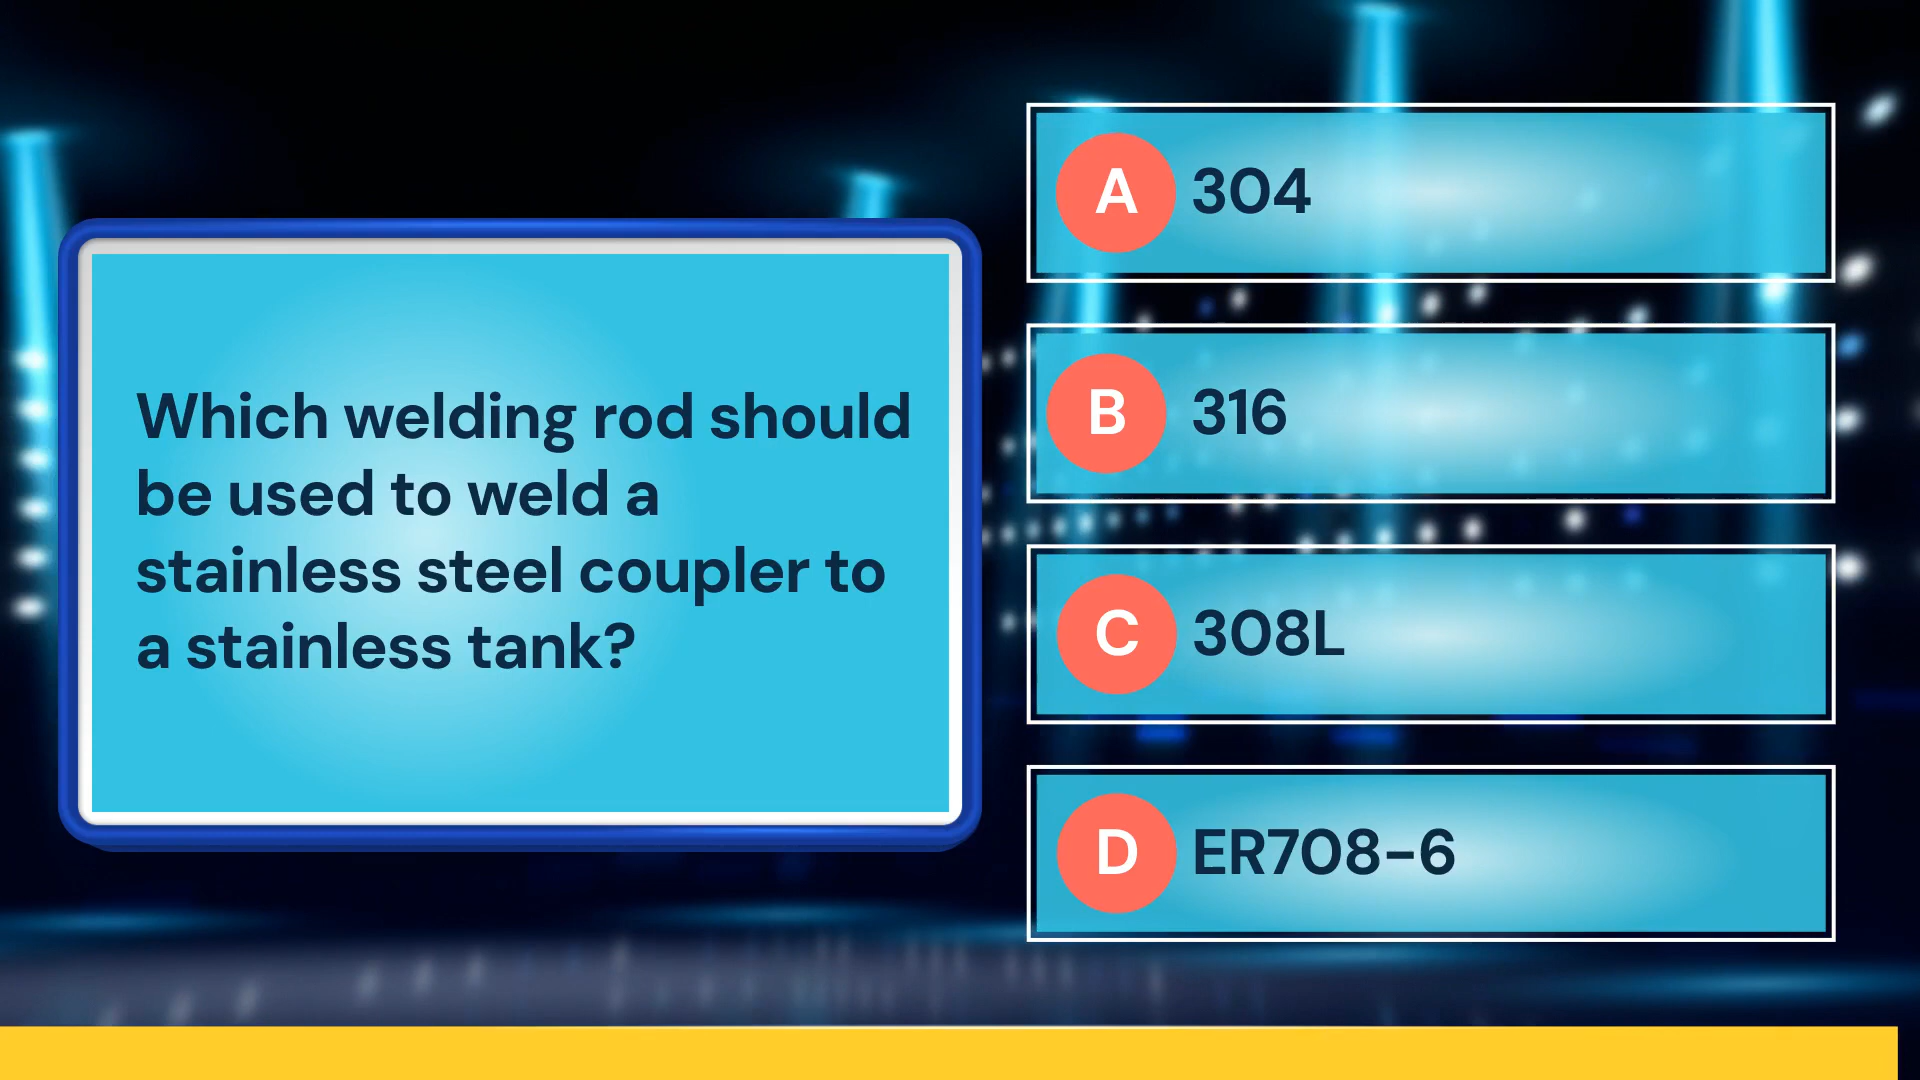 Which welding rod should
be used to weld a
stainless steel coupler to
a stainless tank?
A 304
B 316
C 308L
D ER708-6